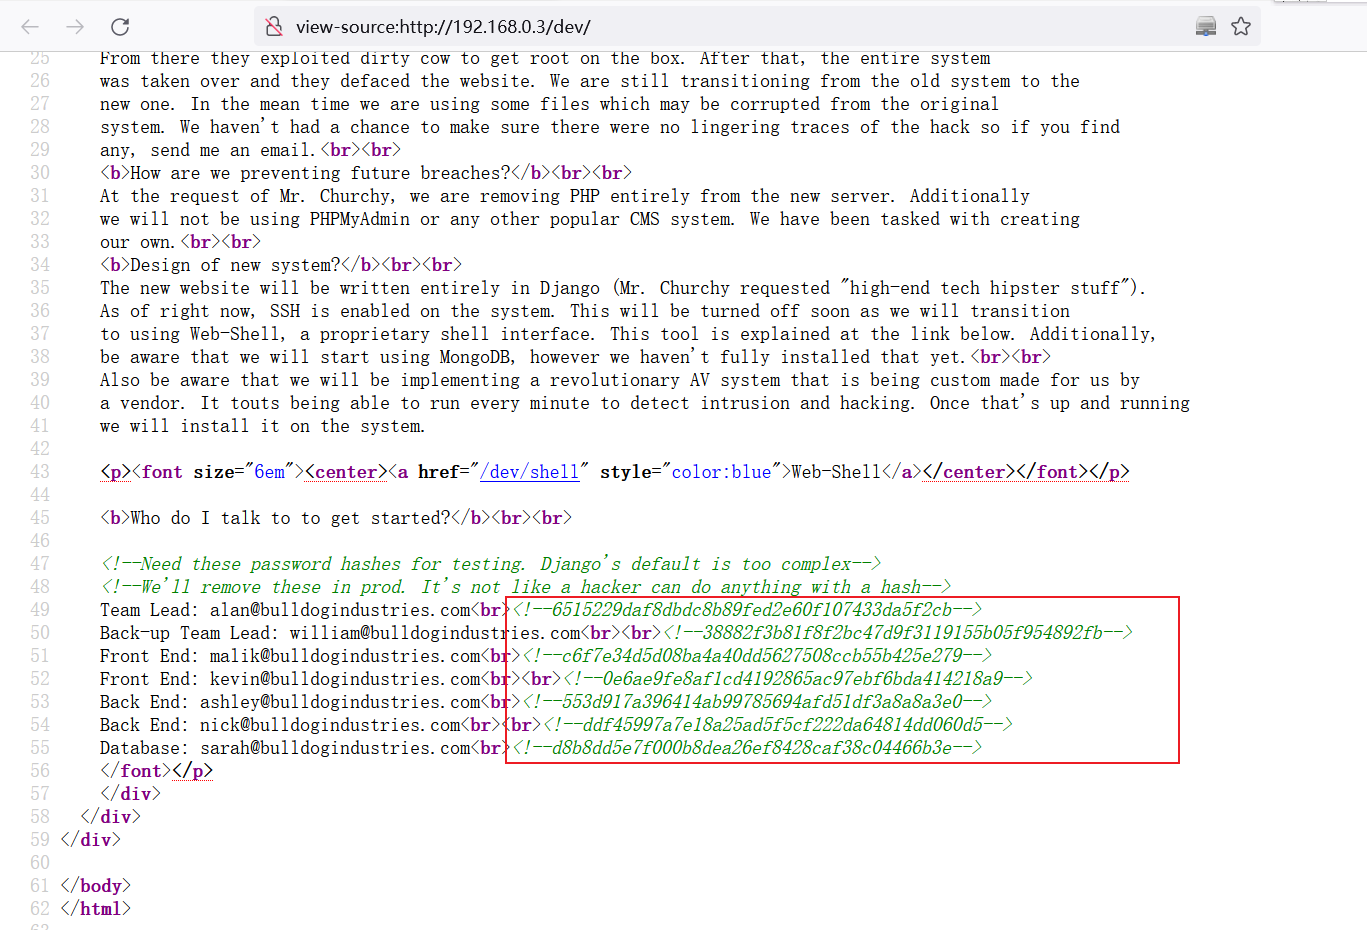 view-source:http://192.168.0.3/dev/
25 From there they exploited dirty cow to get root on the box. After that, the entire system
26 was taken over and they defaced the website. We are still transitioning from the old system to the
27 new one. In the mean time we are using some files which may be corrupted from the original
28 system. We haven't had a chance to make sure there were no lingering traces of the hack so if you find
29 any, send me an email.<br><br>
30 <b>How are we preventing future breaches?</b><br><br>
31 At the request of Mr. Churchy, we are removing PHP entirely from the new server. Additionally
32 we will not be using PHPMyAdmin or any other popular CMS system. We have been tasked with creating
33 our own.<br><br>
34 <b>Design of new system?</b><br><br>
35 The new website will be written entirely in Django (Mr. Churchy requested "high-end tech hipster stuff").
36 As of right now, SSH is enabled on the system. This will be turned off soon as we will transition
37 to using Web-Shell, a proprietary shell interface. This tool is explained at the link below. Additionally,
38 be aware that we will start using MongoDB, however we haven't fully installed that yet.<br><br>
39 Also be aware that we will be implementing a revolutionary AV system that is being custom made for us by
40 a vendor. It touts being able to run every minute to detect intrusion and hacking. Once that's up and running
41 we will install it on the system.
42
43 <p><font size="6em"><center><a href="/dev/shell" style="color:blue">Web-Shell</a></center></font></p>
44
45 <b>Who do I talk to to get started?</b><br><br>
46
47 <!--Need these password hashes for testing. Django's default is too complex-->
48 <!--We'll remove these in prod. It's not like a hacker can do anything with a hash-->
49 Team Lead: alan@bulldogindustries.com<br><!--6515229daf8dbdc8b89fed2e60f107433da5f2cb-->
50 Back-up Team Lead: william@bulldogindustries.com<br><br><!--38882f3b81f8f2bc47d9f3119155b05f954892fb-->
51 Front End: malik@bulldogindustries.com<br><!--c6f7e34d5d08ba4a40dd5627508ccb55b425e279-->
52 Front End: kevin@bulldogindustries.com<br><br><!--0e6ae9fe8af1cd4192865ac97ebf6bda414218a9-->
53 Back End: ashley@bulldogindustries.com<br><!--553d917a396414ab99785694afd51df3a8a8a3e0-->
54 Back End: nick@bulldogindustries.com<br><br><!--ddf45997a7e18a25ad5f5cf222da64814dd060d5-->
55 Database: sarah@bulldogindustries.com<br><!--d8b8dd5e7f000b8dea26ef8428caf38c04466b3e-->
56 </font></p>
57 </div>
58 </div>
59 </div>
60
61 </body>
62 </html>
63